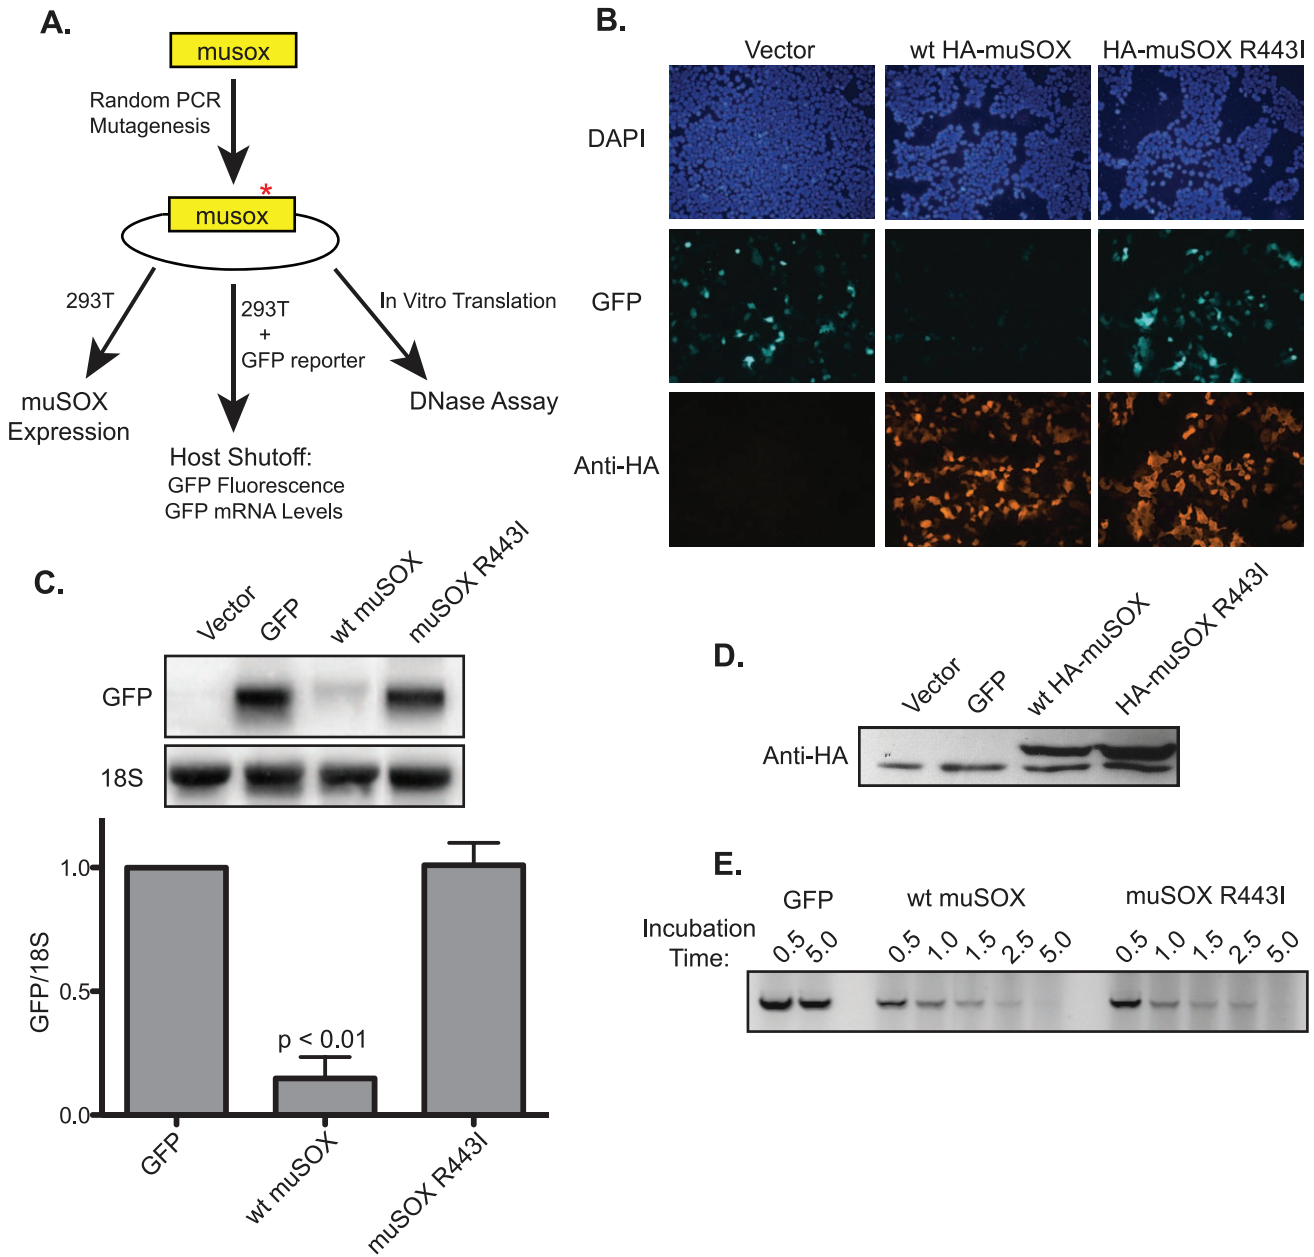 A.
musox
Random PCR
Mutagenesis
*
musox
293T
293T
+
GFP reporter
In Vitro Translation
muSOX
Expression
Host Shutoff:
GFP Fluorescence
GFP mRNA Levels
DNase Assay
B.
Vector
wt HA-muSOX
HA-muSOX R443I
DAPI
GFP
Anti-HA
C.
Vector
GFP
wt muSOX
muSOX R443I
GFP
18S
GFP/18S
1.0
0.5
0.0
p < 0.01
GFP
wt muSOX
muSOX R443I
D.
Vector
GFP
wt HA-muSOX
HA-muSOX R443I
Anti-HA
E.
GFP
wt muSOX
muSOX R443I
Incubation
Time:
0.5 5.0 0.5 1.0 1.5 2.5 5.0 0.5 1.0 1.5 2.5 5.0